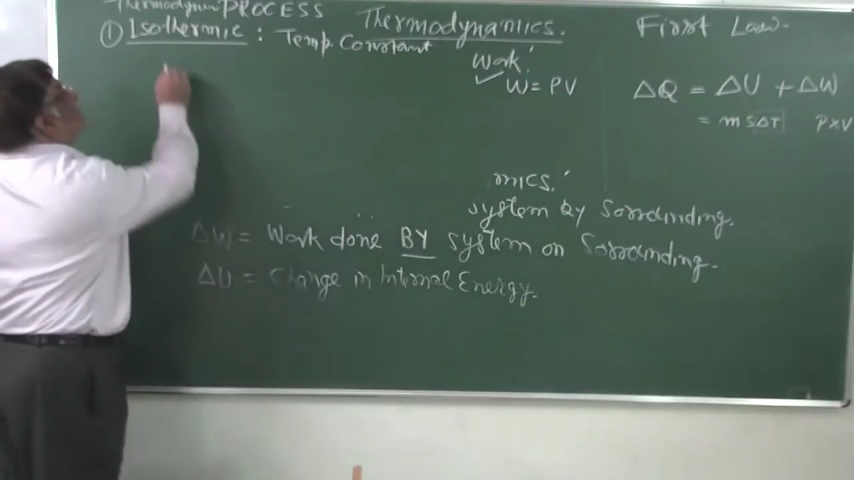 Thermodynamics.
First Law.
PROCESS
① Isothermic : Temp. Constant
Work!
✓ W = PV
ΔQ = ΔU + ΔW
= m S ΔT P×V
mics.
system by Sorrounding.
ΔW = Work done BY system on Sorrounding.
ΔU = Change in Internal Energy.